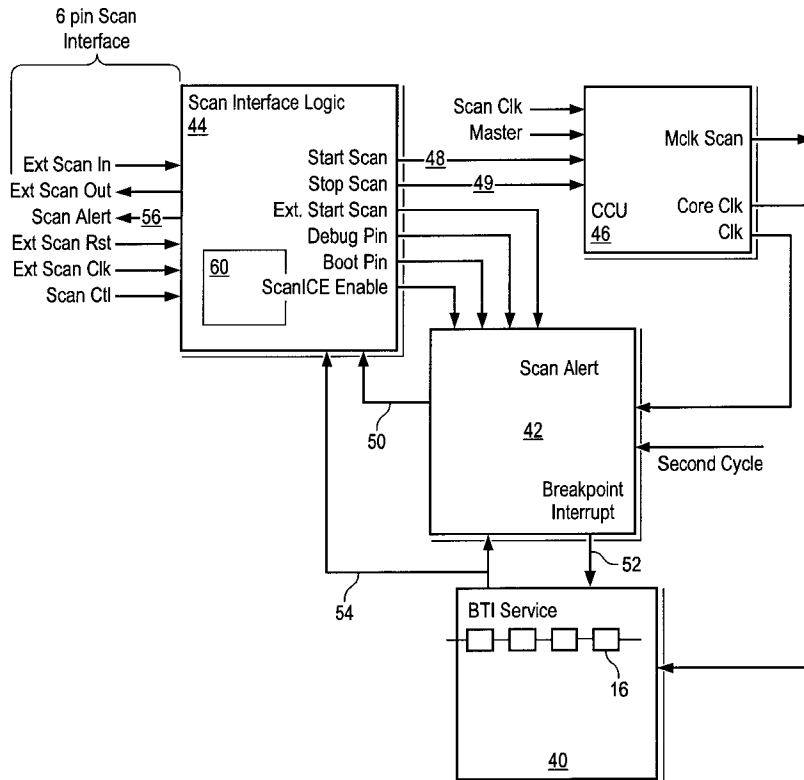 6 pin Scan
Interface
Scan Interface Logic
44
Ext Scan In
Ext Scan Out
Scan Alert
56
Ext Scan Rst
Ext Scan Clk
Scan Ctl
60
Start Scan
Stop Scan
Ext. Start Scan
Debug Pin
Boot Pin
ScanICE Enable
48
49
Scan Clk
Master
Mclk Scan
Core Clk
CCU
46
Clk
Scan Alert
42
Second Cycle
Breakpoint
Interrupt
50
52
54
BTI Service
16
40